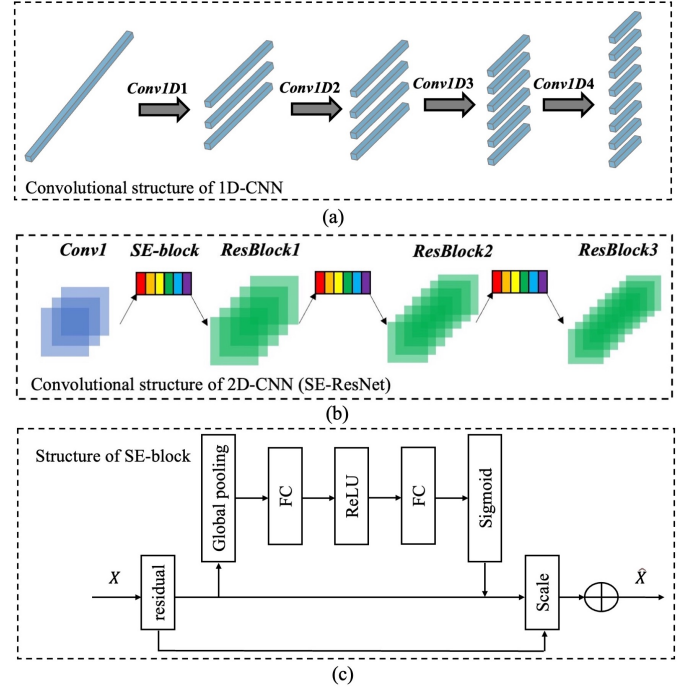 Conv1D1
Conv1D2
Conv1D3
Conv1D4
Convolutional structure of 1D-CNN
(a)
Conv1 SE-block ResBlock1 ResBlock2 ResBlock3
Convolutional structure of 2D-CNN (SE-ResNet)
(b)
Structure of SE-block
Global pooling
FC
ReLU
FC
Sigmoid
X
residual
Scale
X̂
(c)